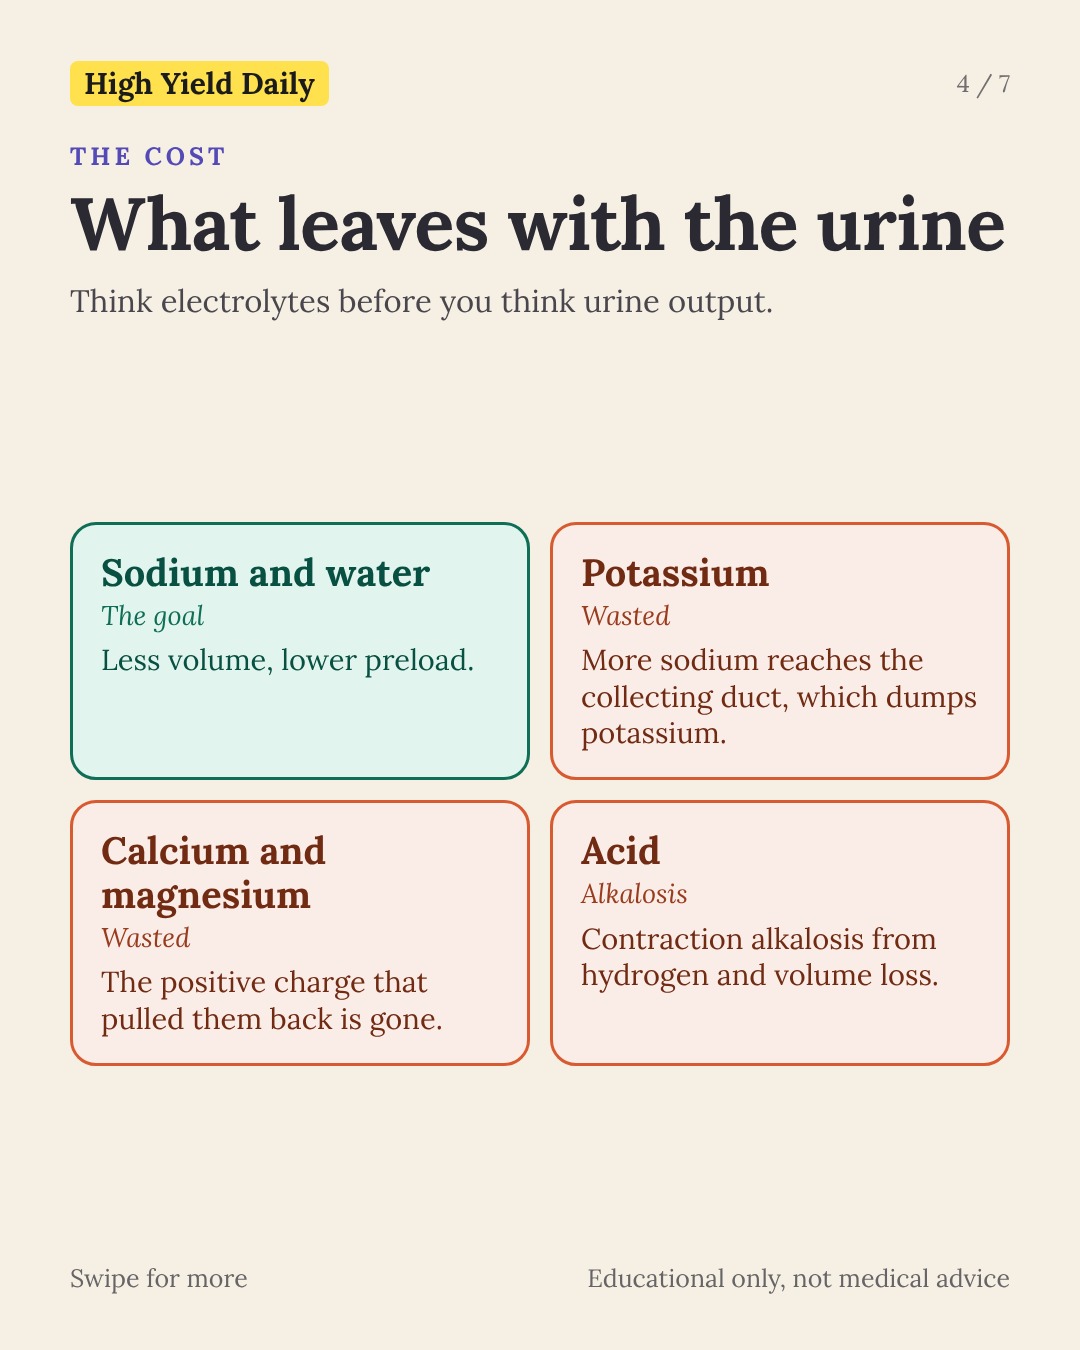 High Yield Daily
4 / 7
THE COST
What leaves with the urine
Think electrolytes before you think urine output.
Sodium and water
The goal
Less volume, lower preload.
Potassium
Wasted
More sodium reaches the
collecting duct, which dumps
potassium.
Calcium and
magnesium
Wasted
The positive charge that
pulled them back is gone.
Acid
Alkalosis
Contraction alkalosis from
hydrogen and volume loss.
Swipe for more
Educational only, not medical advice